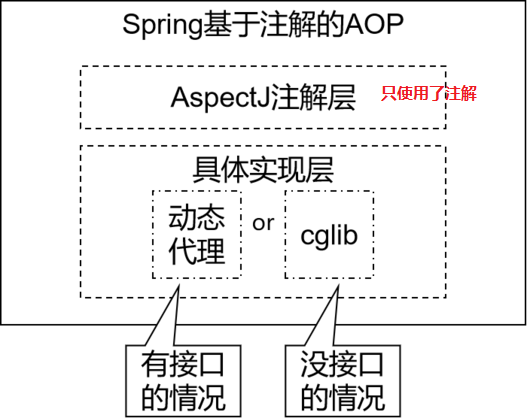 Spring基于注解的AOP
AspectJ注解层
只使用了注解
具体实现层
动态
代理
or
cglib
有接口
的情况
没接口
的情况